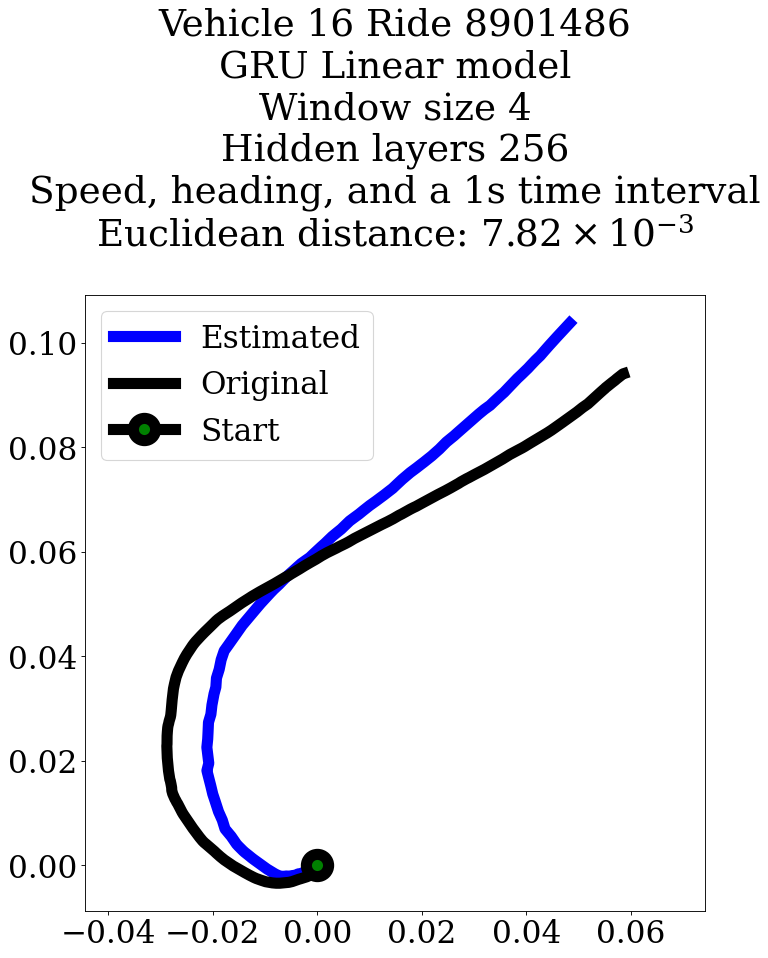 Vehicle 16 Ride 8901486
GRU Linear model
Window size 4
Hidden layers 256
Speed, heading, and a 1s time interval
Euclidean distance: 7.82 × 10⁻³
Estimated
Original
Start
0.10
0.08
0.06
0.04
0.02
0.00
−0.04 −0.02 0.00 0.02 0.04 0.06